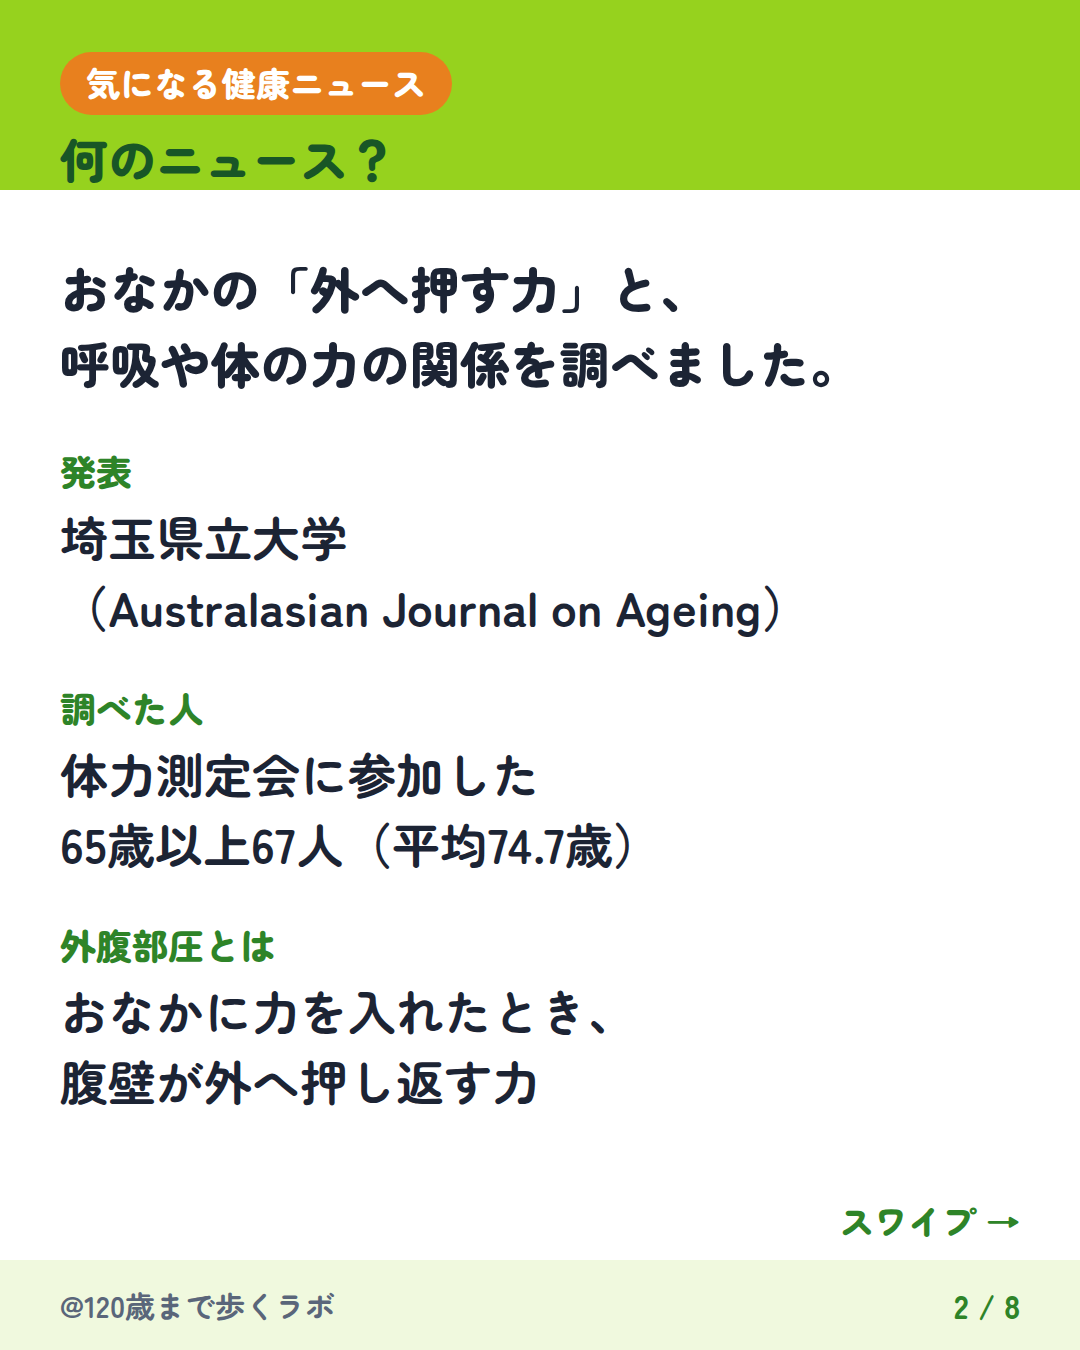 気になる健康ニュース
何のニュース？
おなかの「外へ押す力」と、
呼吸や体の力の関係を調べました。
発表
埼玉県立大学
（Australasian Journal on Ageing）
調べた人
体力測定会に参加した
65歳以上67人（平均74.7歳）
外腹部圧とは
おなかに力を入れたとき、
腹壁が外へ押し返す力
スワイプ→
@120歳まで歩くラボ
2 / 8